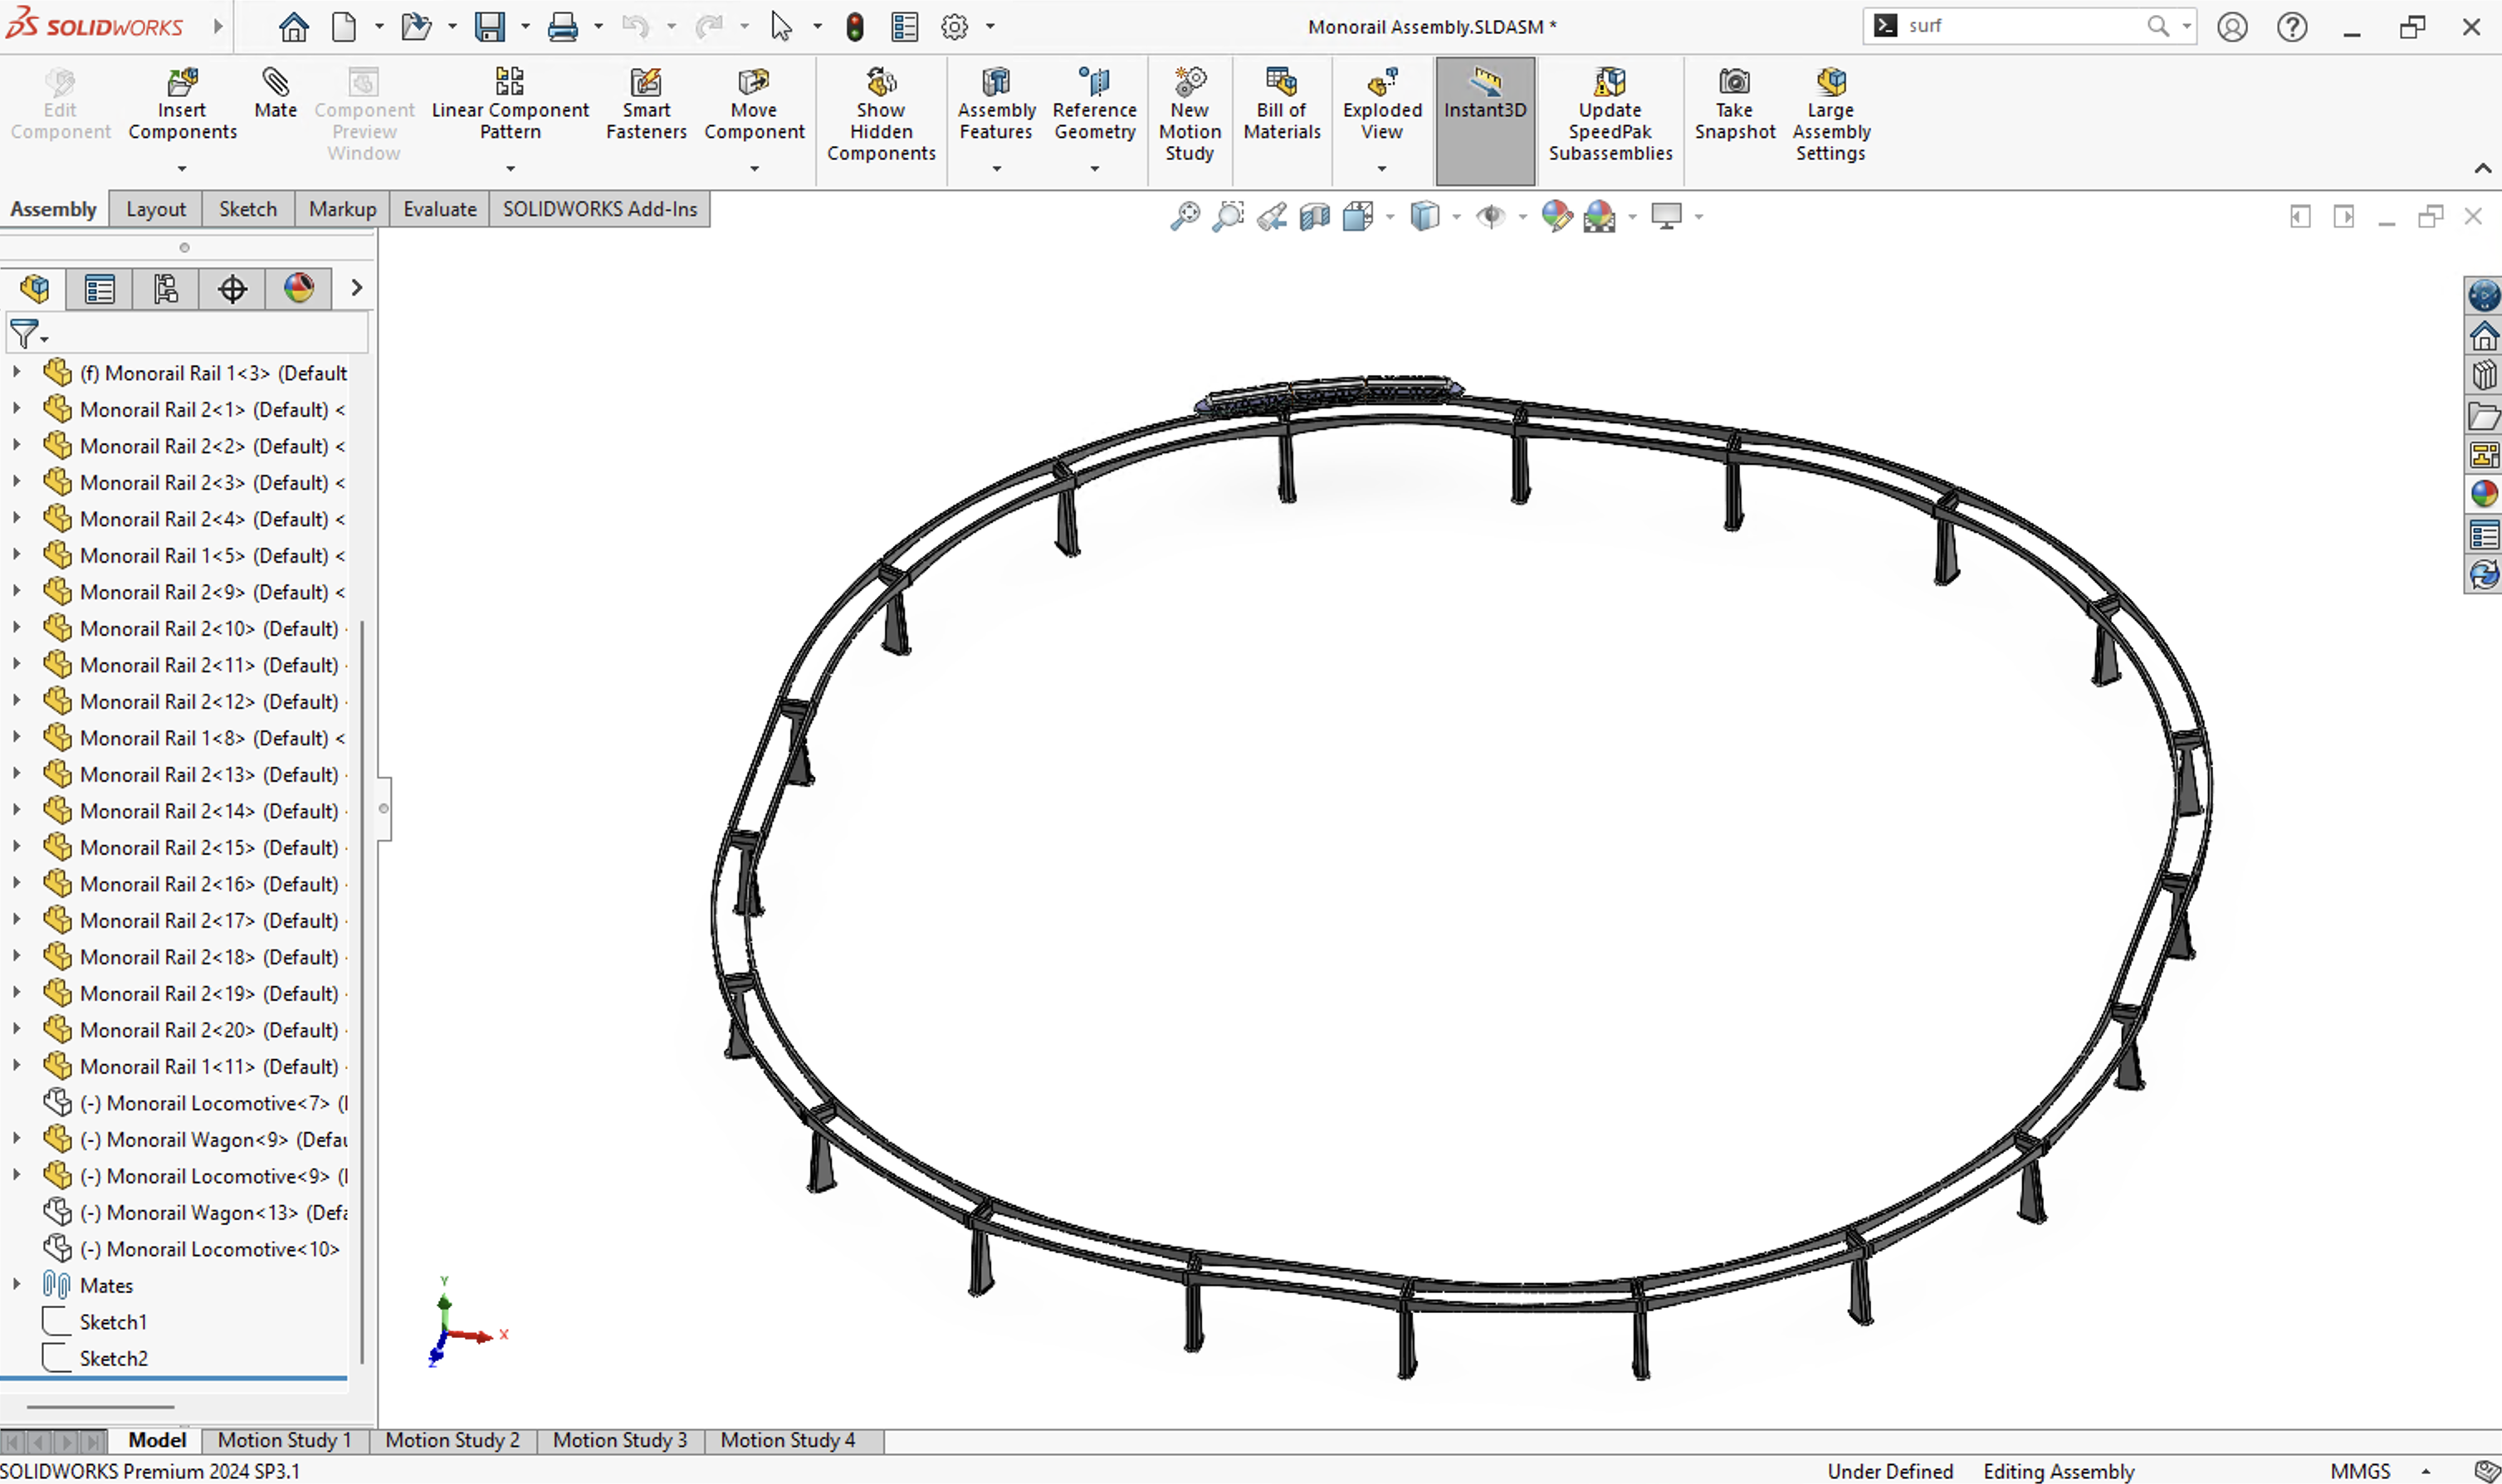 SOLIDWORKS
Monorail Assembly.SLDASM *
surf
Edit Component
Insert Components
Mate
Component Preview Window
Linear Component Pattern
Smart Fasteners
Move Component
Show Hidden Components
Assembly Features
Reference Geometry
New Motion Study
Bill of Materials
Exploded View
Instant3D
Update SpeedPak Subassemblies
Take Snapshot
Large Assembly Settings
Assembly
Layout
Sketch
Markup
Evaluate
SOLIDWORKS Add-Ins
(f) Monorail Rail 1<3> (Default
Monorail Rail 2<1> (Default) <
Monorail Rail 2<2> (Default) <
Monorail Rail 2<3> (Default) <
Monorail Rail 2<4> (Default) <
Monorail Rail 1<5> (Default) <
Monorail Rail 2<9> (Default) <
Monorail Rail 2<10> (Default)
Monorail Rail 2<11> (Default)
Monorail Rail 2<12> (Default)
Monorail Rail 1<8> (Default) <
Monorail Rail 2<13> (Default)
Monorail Rail 2<14> (Default)
Monorail Rail 2<15> (Default)
Monorail Rail 2<16> (Default)
Monorail Rail 2<17> (Default)
Monorail Rail 2<18> (Default)
Monorail Rail 2<19> (Default)
Monorail Rail 2<20> (Default)
Monorail Rail 1<11> (Default)
(-) Monorail Locomotive<7> (
(-) Monorail Wagon<9> (Defau
(-) Monorail Locomotive<9> (
(-) Monorail Wagon<13> (Defa
(-) Monorail Locomotive<10>
Mates
Sketch1
Sketch2
Y
X
Z
Model
Motion Study 1
Motion Study 2
Motion Study 3
Motion Study 4
SOLIDWORKS Premium 2024 SP3.1
Under Defined
Editing Assembly
MMGS